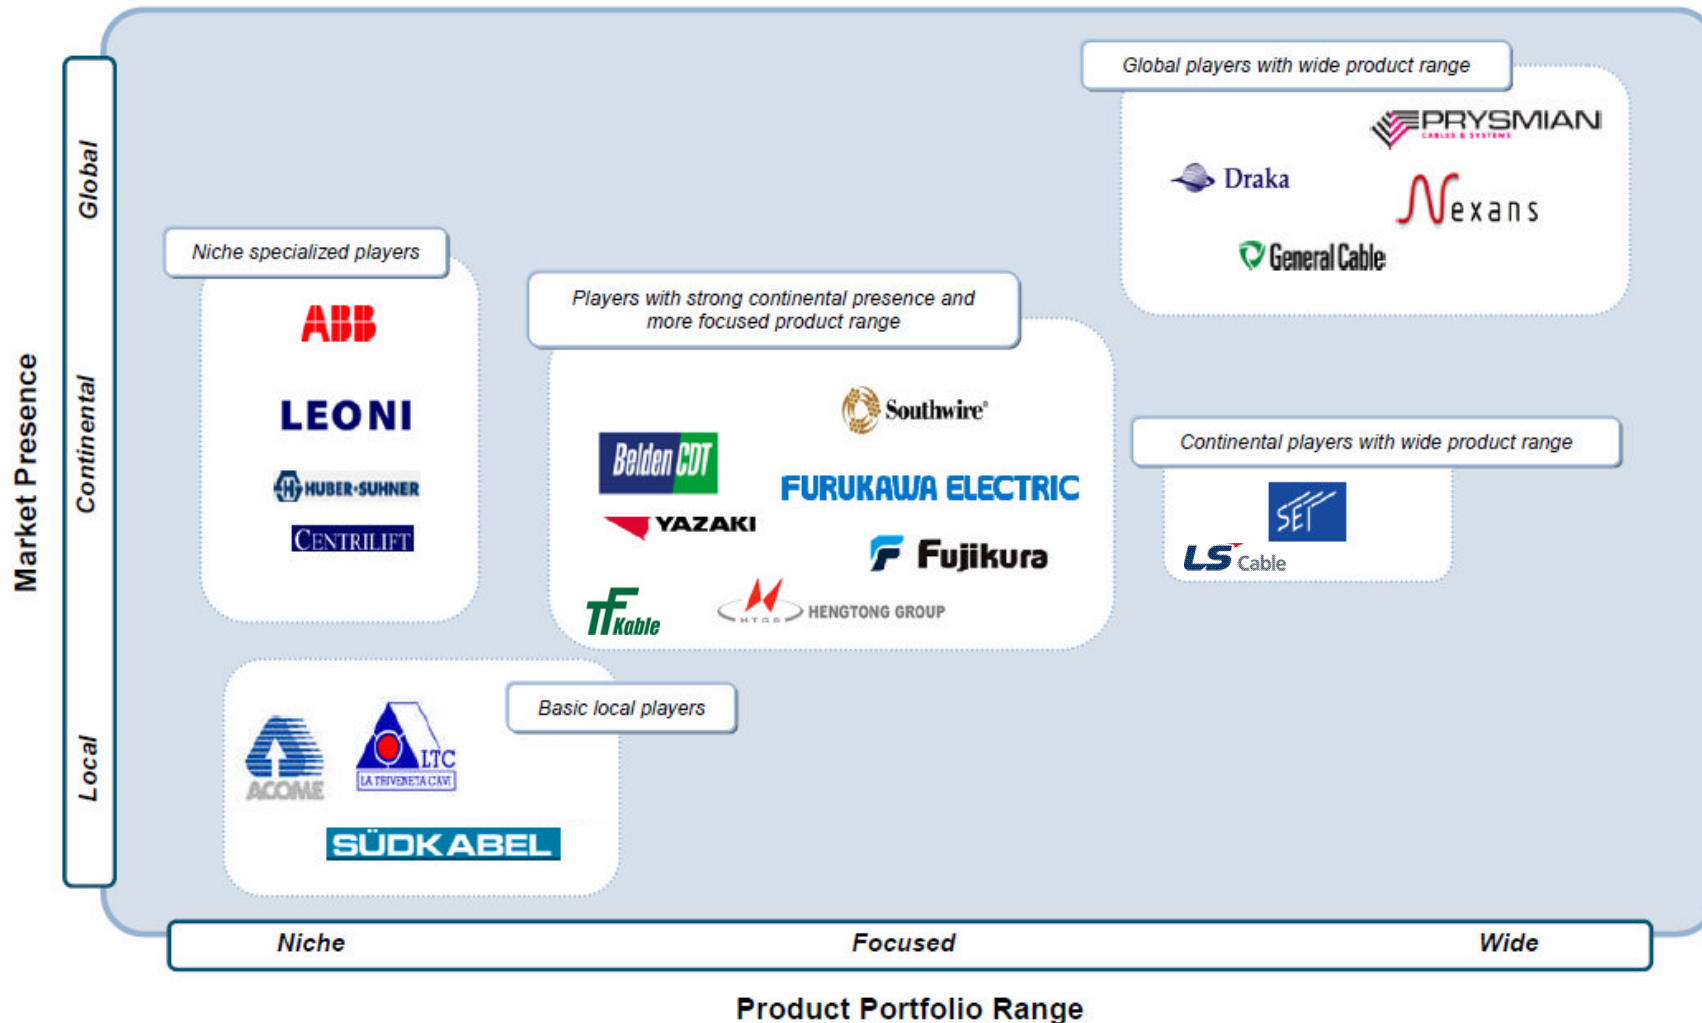 Global players with wide product range
PRYSMIAN
CABLES & SYSTEMS
Draka
Nexans
General Cable
Niche specialized players
ABB
LEONI
HUBER+SUHNER
CENTRILIFT
Players with strong continental presence and
more focused product range
Southwire®
Belden CDT
FURUKAWA ELECTRIC
YAZAKI
Fujikura
TF
Kable
HTGD HENGTONG GROUP
Continental players with wide product range
SET
LS Cable
Basic local players
ACOME
LTC
LA TRIVENETA CAVI
SÜDKABEL
Market Presence
Global
Continental
Local
Niche
Focused
Wide
Product Portfolio Range